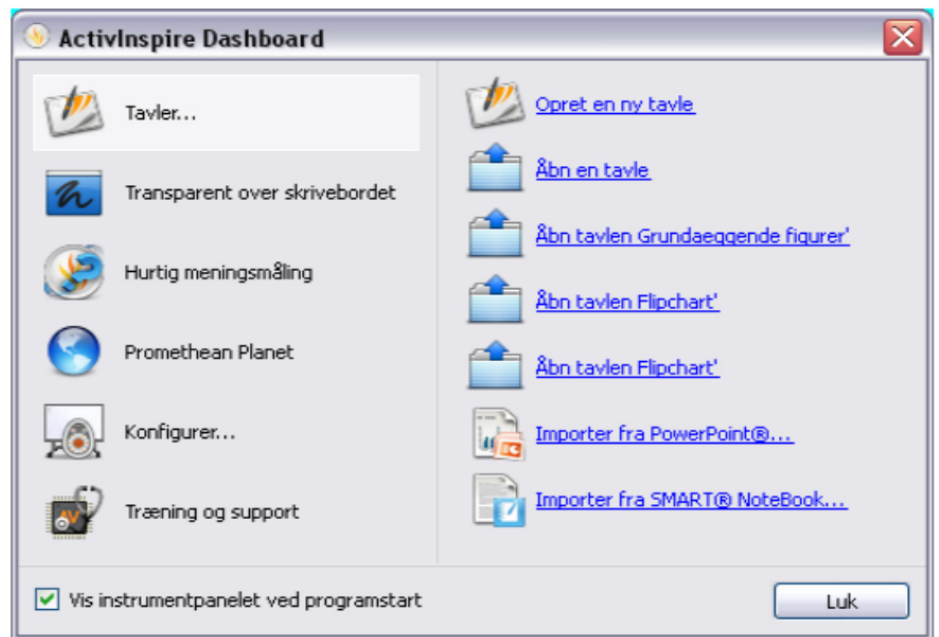 ActivInspire Dashboard
Tavler...
Transparent over skrivebordet
Hurtig meningsmåling
Promethean Planet
Konfigurer...
Træning og support
Opret en ny tavle
Åbn en tavle
Åbn tavlen Grundaeggende figurer'
Åbn tavlen Flipchart'
Åbn tavlen Flipchart'
Importer fra PowerPoint®...
Importer fra SMART® NoteBook...
Vis instrumentpanelet ved programstart
Luk